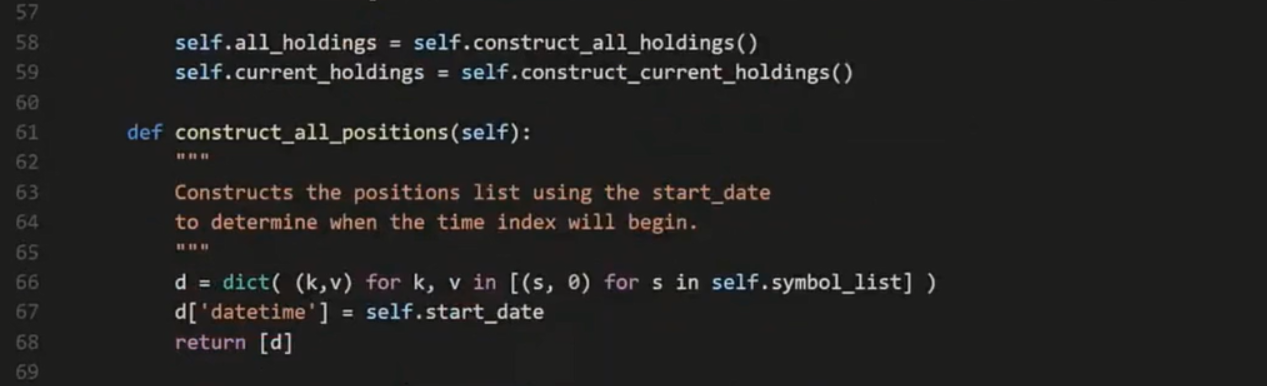 57
58 self.all_holdings = self.construct_all_holdings()
59 self.current_holdings = self.construct_current_holdings()
60
61 def construct_all_positions(self):
62 """
63 Constructs the positions list using the start_date
64 to determine when the time index will begin.
65 """
66 d = dict( (k,v) for k, v in [(s, 0) for s in self.symbol_list] )
67 d['datetime'] = self.start_date
68 return [d]
69